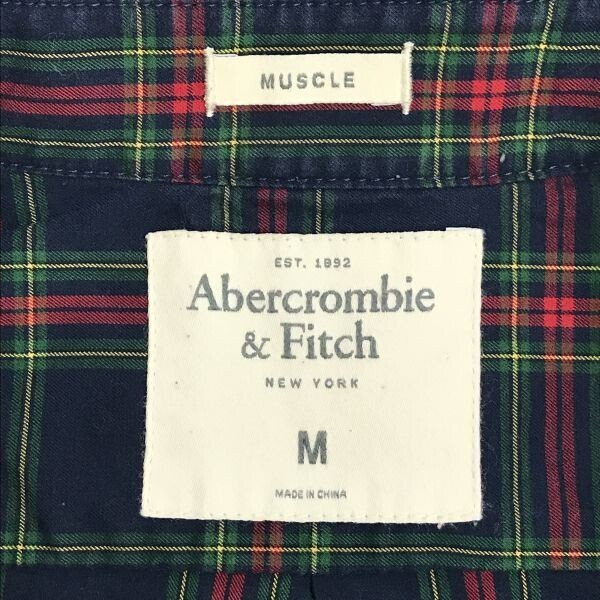 MUSCLE
EST. 1892
Abercrombie
& Fitch
NEW YORK
M
MADE IN CHINA